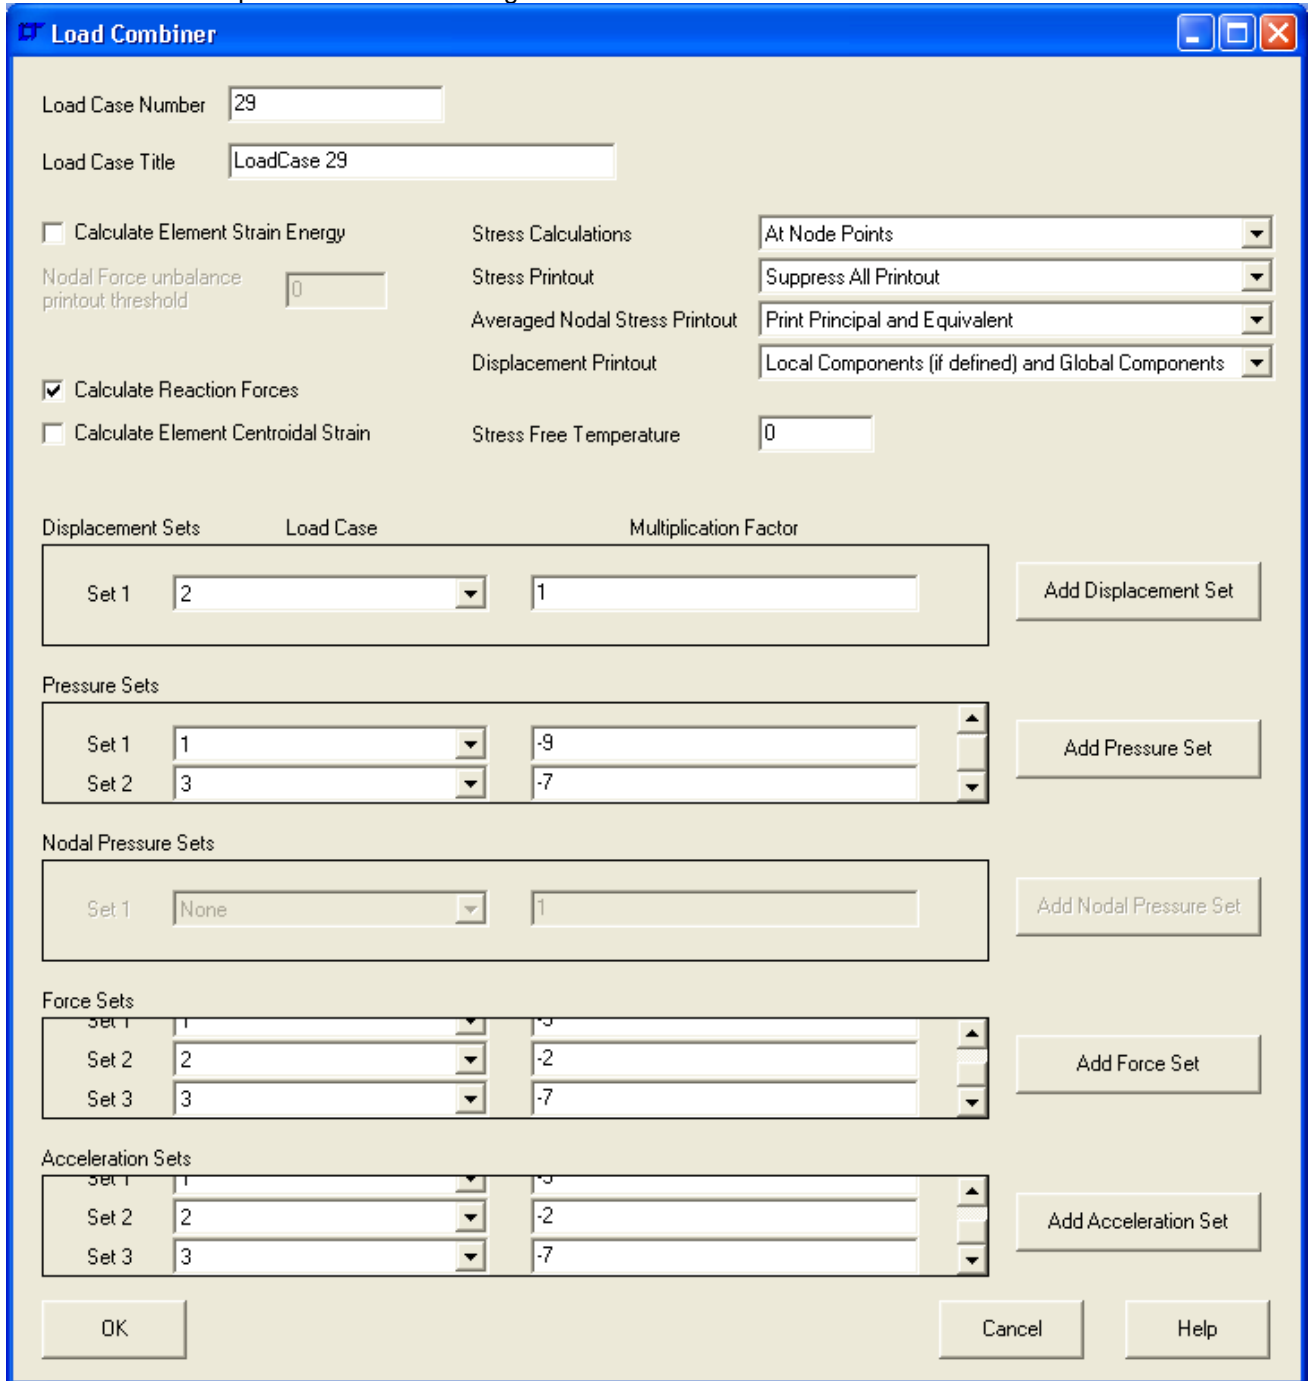 Load Combiner
Load Case Number 29
Load Case Title LoadCase 29
Calculate Element Strain Energy
Stress Calculations At Node Points
Nodal Force unbalance
printout threshold 0
Stress Printout Suppress All Printout
Averaged Nodal Stress Printout Print Principal and Equivalent
Displacement Printout Local Components (if defined) and Global Components
Calculate Reaction Forces
Calculate Element Centroidal Strain
Stress Free Temperature 0
Displacement Sets Load Case Multiplication Factor
Set 1 2 1 Add Displacement Set
Pressure Sets
Set 1 1 -9 Add Pressure Set
Set 2 3 -7
Nodal Pressure Sets
Set 1 None 1 Add Nodal Pressure Set
Force Sets
Set 1 1
Set 2 2 -2 Add Force Set
Set 3 3 -7
Acceleration Sets
Set 1 1
Set 2 2 -2 Add Acceleration Set
Set 3 3 -7
OK Cancel Help